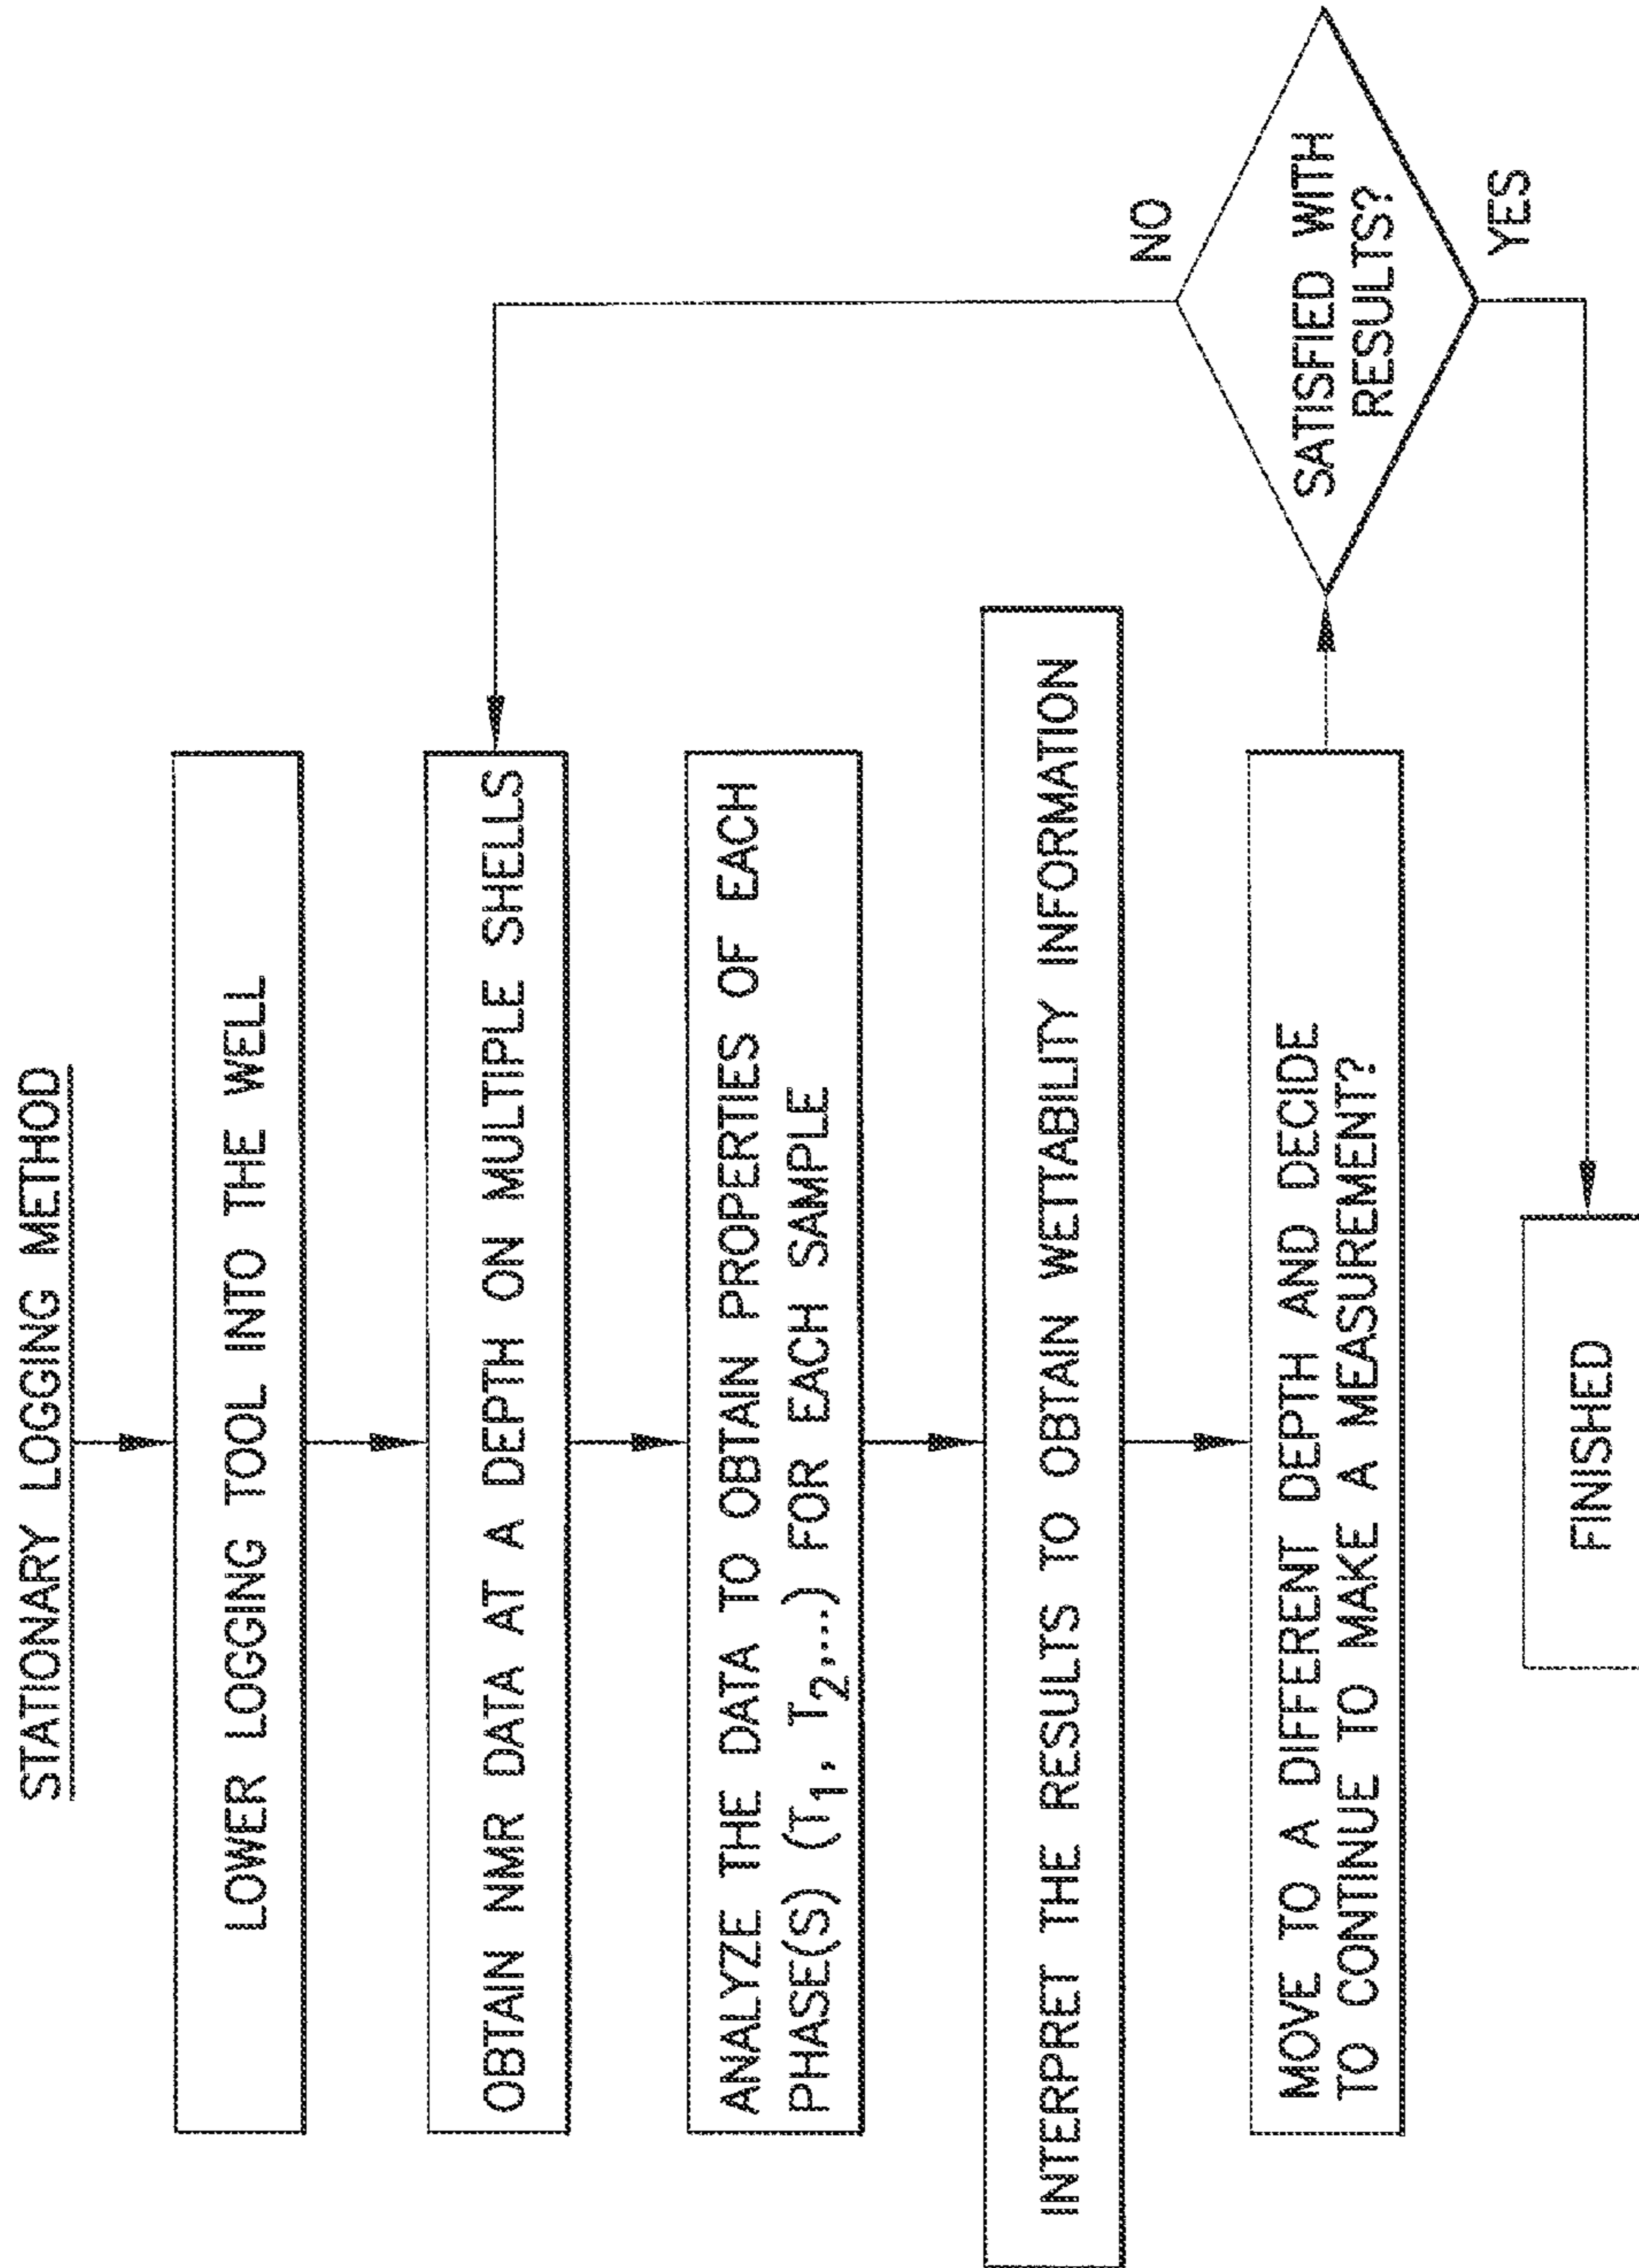 STATIONARY LOGGING METHOD
LOWER LOGGING TOOL INTO THE WELL
OBTAIN NMR DATA AT A DEPTH ON MULTIPLE SHELLS
ANALYZE THE DATA TO OBTAIN PROPERTIES OF EACH
PHASE(S) (T₁, T₂,...) FOR EACH SAMPLE
INTERPRET THE RESULTS TO OBTAIN WETTABILITY INFORMATION
MOVE TO A DIFFERENT DEPTH AND DECIDE
TO CONTINUE TO MAKE A MEASUREMENT?
NO
SATISFIED WITH
RESULTS?
YES
FINISHED